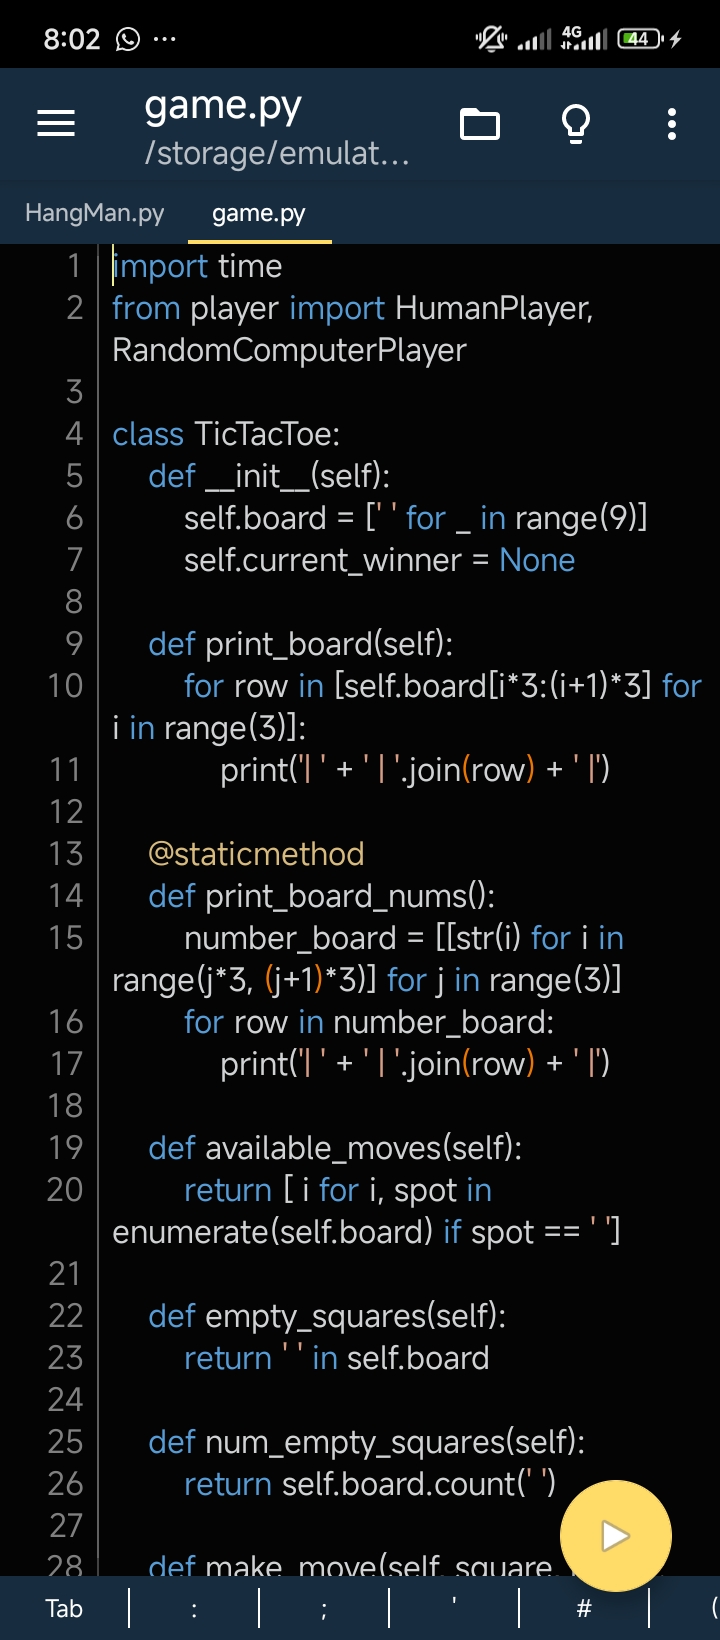 8:02 ...
4G 44
game.py
/storage/emulat...
HangMan.py game.py
1 import time
2 from player import HumanPlayer,
RandomComputerPlayer
3
4 class TicTacToe:
5 def __init__(self):
6 self.board = [' ' for _ in range(9)]
7 self.current_winner = None
8
9 def print_board(self):
10 for row in [self.board[i*3:(i+1)*3] for
i in range(3)]:
11 print('| ' + ' | '.join(row) + ' |')
12
13 @staticmethod
14 def print_board_nums():
15 number_board = [[str(i) for i in
range(j*3, (j+1)*3)] for j in range(3)]
16 for row in number_board:
17 print('| ' + ' | '.join(row) + ' |')
18
19 def available_moves(self):
20 return [ i for i, spot in
enumerate(self.board) if spot == ' ']
21
22 def empty_squares(self):
23 return ' ' in self.board
24
25 def num_empty_squares(self):
26 return self.board.count(' ')
27
28 def make_move(self, square,
Tab : ; ' # (